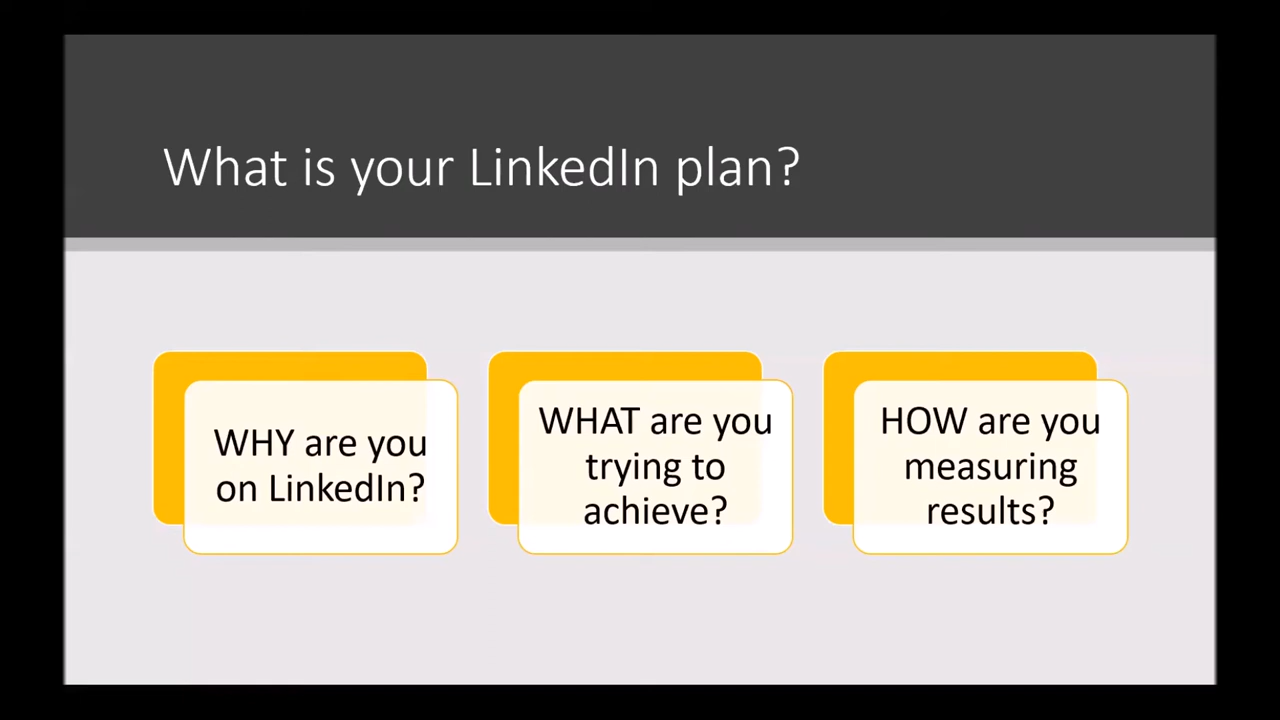 What is your LinkedIn plan?
WHY are you
on LinkedIn?
WHAT are you
trying to
achieve?
HOW are you
measuring
results?